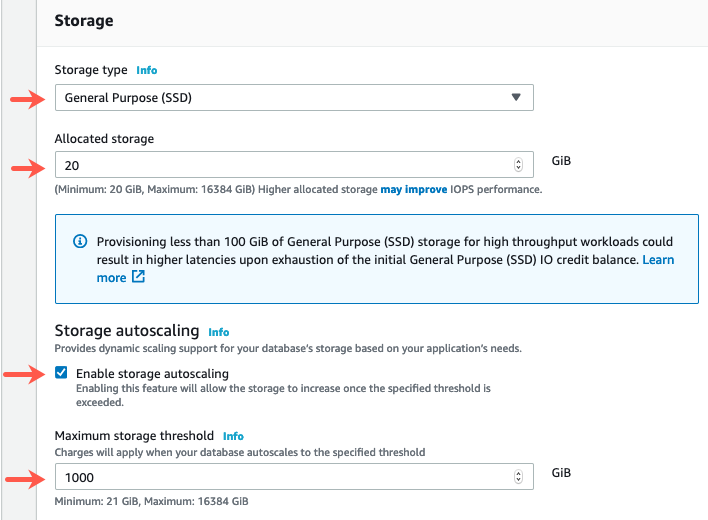 Storage
Storage type Info
General Purpose (SSD)
Allocated storage
20 GiB
(Minimum: 20 GiB, Maximum: 16384 GiB) Higher allocated storage may improve IOPS performance.
Provisioning less than 100 GiB of General Purpose (SSD) storage for high throughput workloads could
result in higher latencies upon exhaustion of the initial General Purpose (SSD) IO credit balance. Learn
more
Storage autoscaling Info
Provides dynamic scaling support for your database's storage based on your application's needs.
Enable storage autoscaling
Enabling this feature will allow the storage to increase once the specified threshold is
exceeded.
Maximum storage threshold Info
Charges will apply when your database autoscales to the specified threshold
1000 GiB
Minimum: 21 GiB, Maximum: 16384 GiB